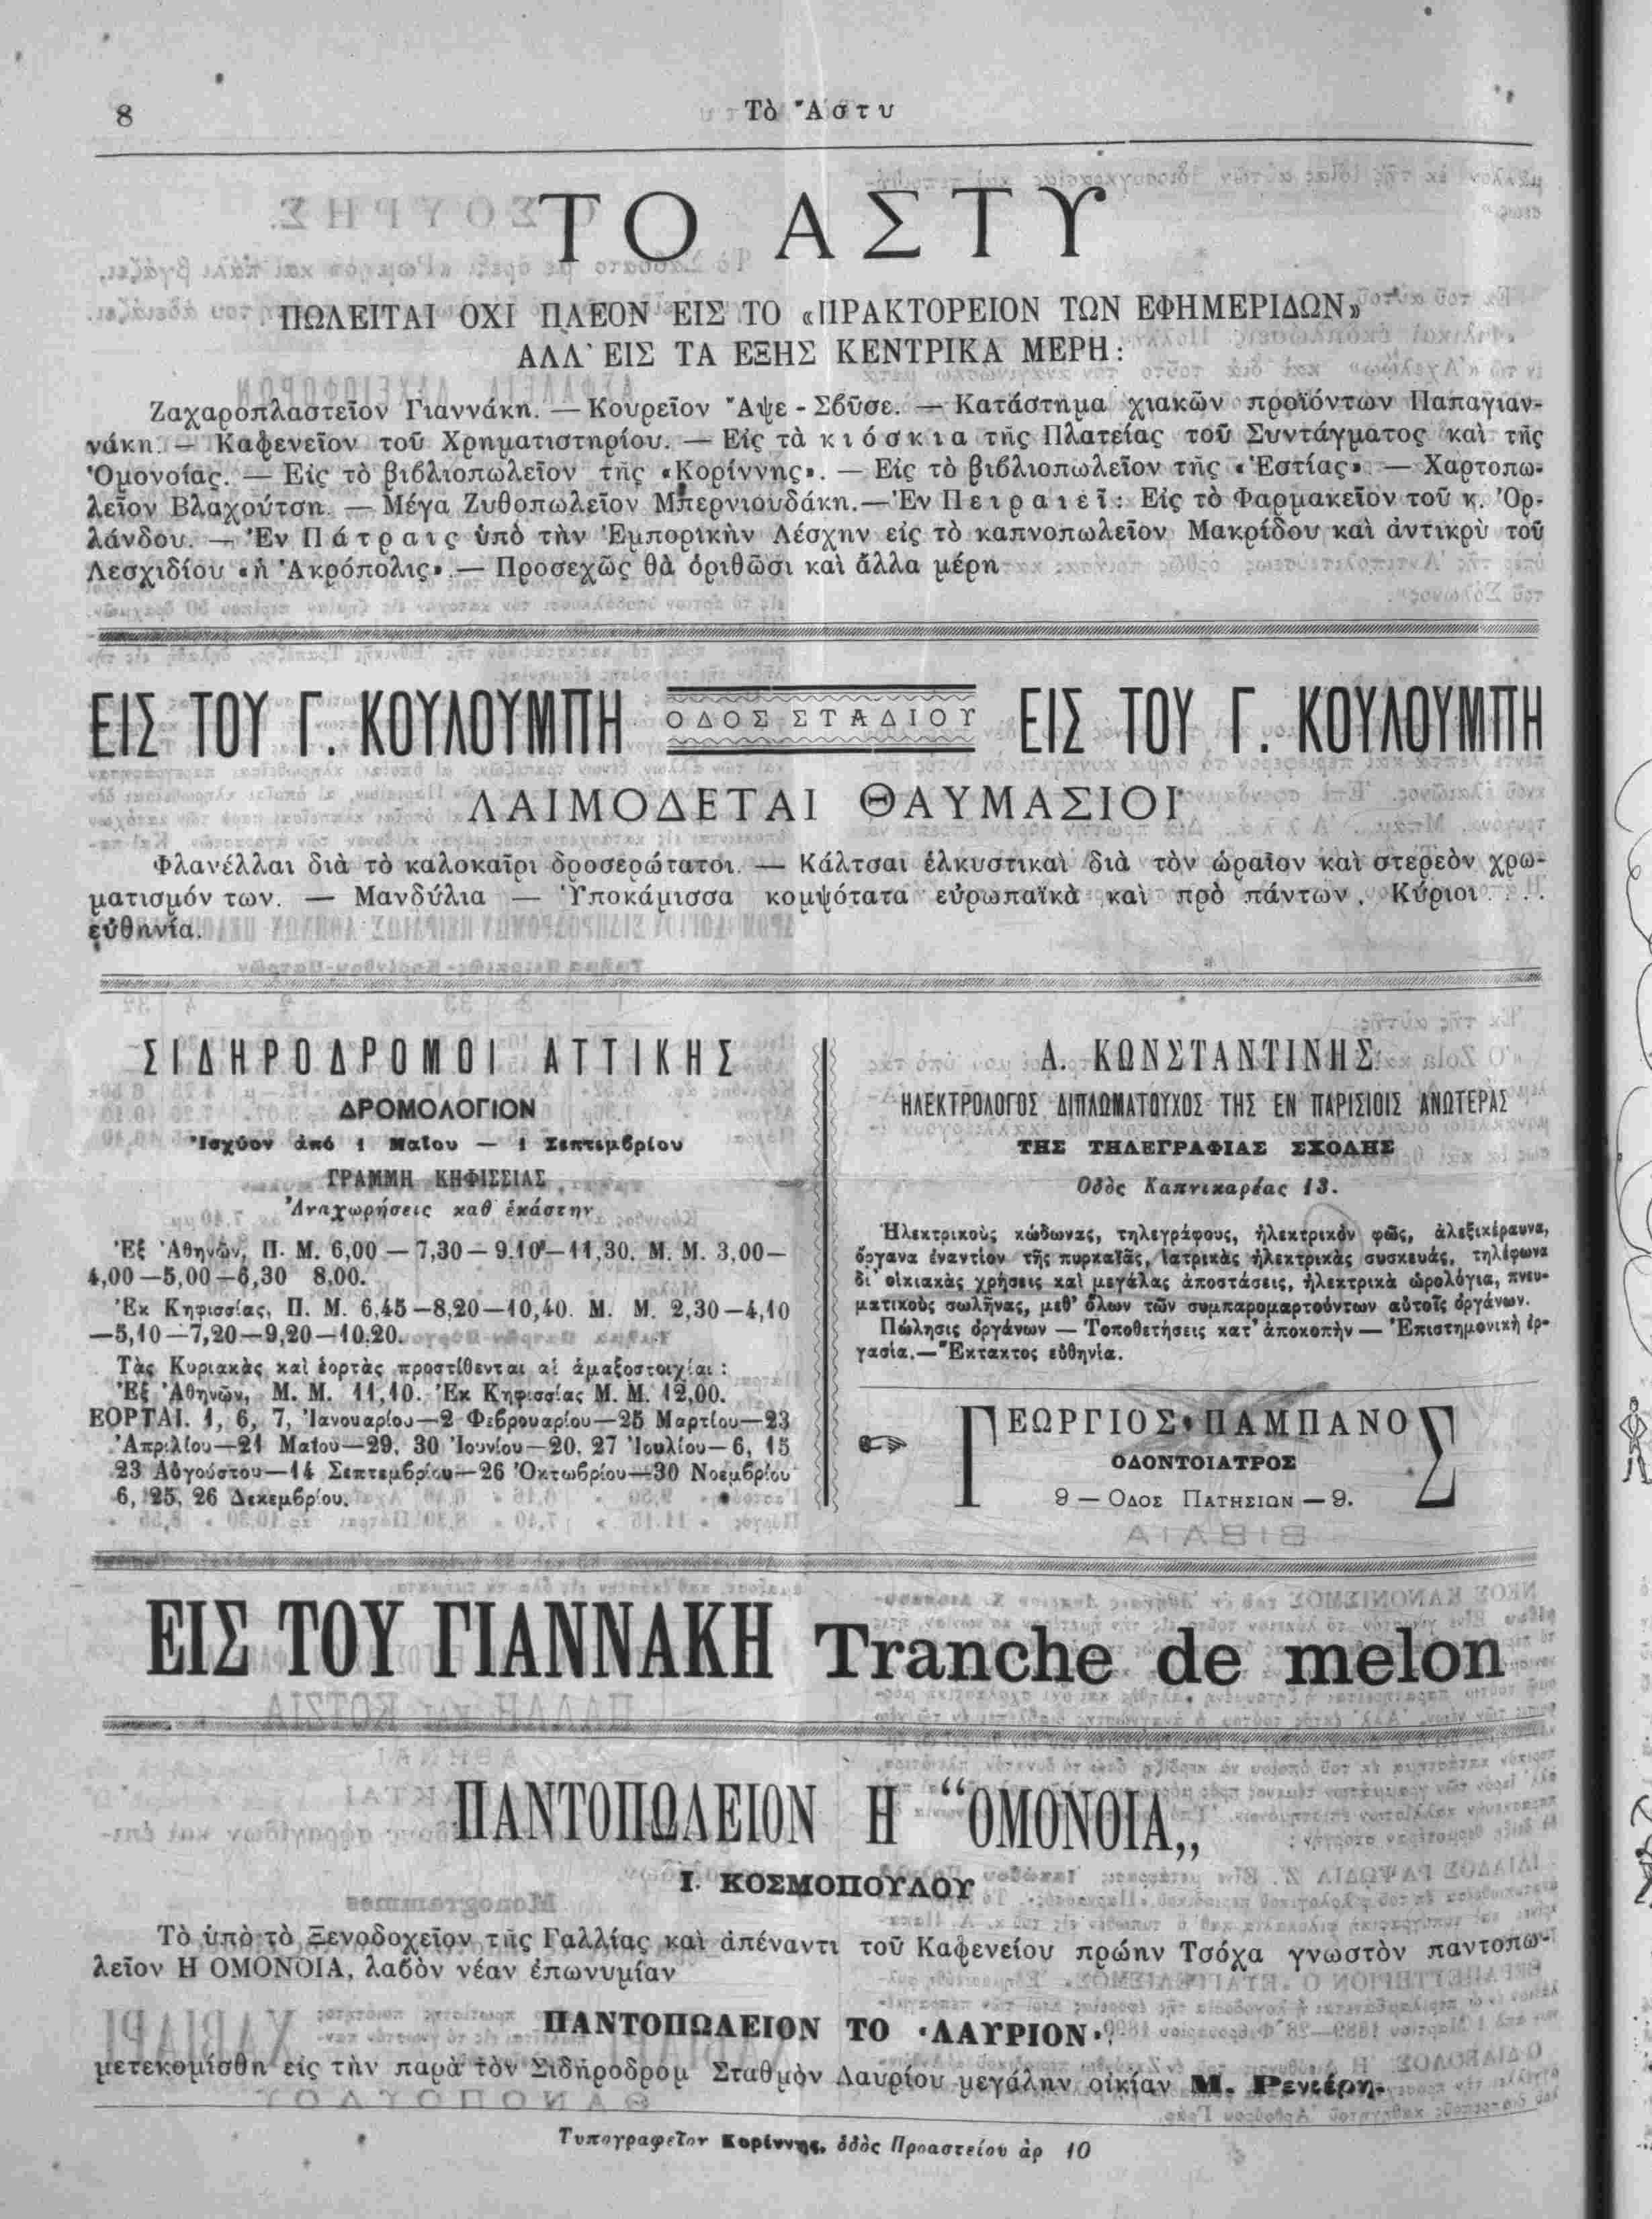 8
Τὸ Ἄστυ
ΤΟ ΑΣΤΥ
ΠΩΛΕΙΤΑΙ ΟΧΙ ΠΛΕΟΝ ΕΙΣ ΤΟ «ΠΡΑΚΤΟΡΕΙΟΝ ΤΩΝ ΕΦΗΜΕΡΙΔΩΝ»
ΑΛΛ' ΕΙΣ ΤΑ ΕΞΗΣ ΚΕΝΤΡΙΚΑ ΜΕΡΗ:
Ζαχαροπλαστεῖον Γιαννάκη. — Κουρεῖον Ἄψε - Σβῦσε. — Κατάστημα χιακῶν προϊόντων Παπαγιαν-
νάκη. — Καφενεῖον τοῦ Χρηματιστηρίου. — Εἰς τὰ κιόσκια τῆς Πλατείας τοῦ Συντάγματος καὶ τῆς
Ὁμονοίας. — Εἰς τὸ βιβλιοπωλεῖον τῆς «Κορίννης». — Εἰς τὸ βιβλιοπωλεῖον τῆς «Ἑστίας» — Χαρτοπω-
λεῖον Βλαχούτση. — Μέγα Ζυθοπωλεῖον Μπερνιουδάκη.—Ἐν Πειραιεῖ: Εἰς τὸ Φαρμακεῖον τοῦ κ. Ὀρ-
λάνδου. — Ἐν Πάτραις ὑπὸ τὴν Ἐμπορικὴν Λέσχην εἰς τὸ καπνοπωλεῖον Μακρίδου καὶ ἀντικρὺ τοῦ
Λεσχιδίου «ἡ Ἀκρόπολις».— Προσεχῶς θὰ ὁριθῶσι καὶ ἄλλα μέρη
ΕΙΣ ΤΟΥ Γ. ΚΟΥΛΟΥΜΠΗ ΟΔΟΣ ΣΤΑΔΙΟΥ ΕΙΣ ΤΟΥ Γ. ΚΟΥΛΟΥΜΠΗ
ΛΑΙΜΟΔΕΤΑΙ ΘΑΥΜΑΣΙΟΙ
Φλανέλλαι διὰ τὸ καλοκαῖρι δροσερώτατοι. — Κάλτσαι ἑλκυστικαὶ διὰ τὸν ὡραῖον καὶ στερεὸν χρω-
ματισμόν των. — Μανδύλια — Ὑποκάμισσα κομψότατα εὐρωπαϊκὰ καὶ πρὸ πάντων, Κύριοι....
εὐθηνία.
ΣΙΔΗΡΟΔΡΟΜΟΙ ΑΤΤΙΚΗΣ
ΔΡΟΜΟΛΟΓΙΟΝ
Ἰσχῦον ἀπό 1 Μαΐου — 1 Σεπτεμβρίου
ΓΡΑΜΜΗ ΚΗΦΙΣΣΙΑΣ
Ἀναχωρήσεις καθ ἑκάστην
Ἐξ Ἀθηνῶν, Π. Μ. 6,00 — 7,30 — 9.10 — 11,30. Μ. Μ. 3,00—
4,00—5,00—6,30 8,00.
Ἐκ Κηφισσίας, Π. Μ. 6,45—8,20—10,40. Μ. Μ. 2,30—4,10
—5,10—7,20—9,20—10,20.
Τὰς Κυριακὰς καὶ ἑορτὰς προστίθενται αἱ ἁμαξοστοιχίαι:
Ἐξ Ἀθηνῶν, Μ. Μ. 11,10. Ἐκ Κηφισσίας Μ. Μ. 12,00.
ΕΟΡΤΑΙ. 1, 6, 7, Ἰανουαρίου—2 Φεβρουαρίου—25 Μαρτίου—23
Ἀπριλίου—21 Μαΐου—29, 30 Ἰουνίου—20, 27 Ἰουλίου—6, 15
23 Αὐγούστου—14 Σεπτεμβρίου—26 Ὀκτωβρίου—30 Νοεμβρίου
6, 25, 26 Δεκεμβρίου.
Α. ΚΩΝΣΤΑΝΤΙΝΗΣ
ΗΛΕΚΤΡΟΛΟΓΟΣ ΔΙΠΛΩΜΑΤΟΥΧΟΣ ΤΗΣ ΕΝ ΠΑΡΙΣΙΟΙΣ ΑΝΩΤΕΡΑΣ
ΤΗΣ ΤΗΛΕΓΡΑΦΙΑΣ ΣΧΟΛΗΣ
Ὁδὸς Καπνικαρέας 13.
Ἠλεκτρικοὺς κώδωνας, τηλεγράφους, ἠλεκτρικὸν φῶς, ἀλεξικέραυνα,
ὄργανα ἐναντίον τῆς πυρκαϊᾶς, ἰατρικὰς ἠλεκτρικὰς συσκευάς, τηλέφωνα
δι' οἰκιακὰς χρήσεις καὶ μεγάλας ἀποστάσεις, ἠλεκτρικὰ ὡρολόγια, πνευ-
ματικοὺς σωλῆνας, μεθ' ὅλων τῶν συμπαρομαρτούντων αὐτοῖς ὀργάνων.
Πώλησις ὀργάνων — Τοποθετήσεις κατ' ἀποκοπὴν — Ἐπιστημονικὴ ἐρ-
γασία.—Ἔκτακτος εὐθηνία.
ΓΕΩΡΓΙΟΣ ΠΑΜΠΑΝΟΣ
ΟΔΟΝΤΟΙΑΤΡΟΣ
9 — ΟΔΟΣ ΠΑΤΗΣΙΩΝ — 9.
ΕΙΣ ΤΟΥ ΓΙΑΝΝΑΚΗ Tranche de melon
ΠΑΝΤΟΠΩΛΕΙΟΝ Η “ΟΜΟΝΟΙΑ„
Ι. ΚΟΣΜΟΠΟΥΛΟΥ
Τὸ ὑπὸ τὸ Ξενοδοχεῖον τῆς Γαλλίας καὶ ἀπέναντι τοῦ Καφενείου πρώην Τσόχα γνωστὸν παντοπω-
λεῖον Η ΟΜΟΝΟΙΑ, λαβὸν νέαν ἐπωνυμίαν
ΠΑΝΤΟΠΩΛΕΙΟΝ ΤΟ «ΛΑΥΡΙΟΝ»
μετεκομίσθη εἰς τὴν παρὰ τὸν Σιδηροδρομ Σταθμὸν Λαυρίου μεγάλην οἰκίαν Μ. Ρενιέρη.
Τυπογραφεῖον Κορίννης, ὁδὸς Προαστείου ἀρ 10